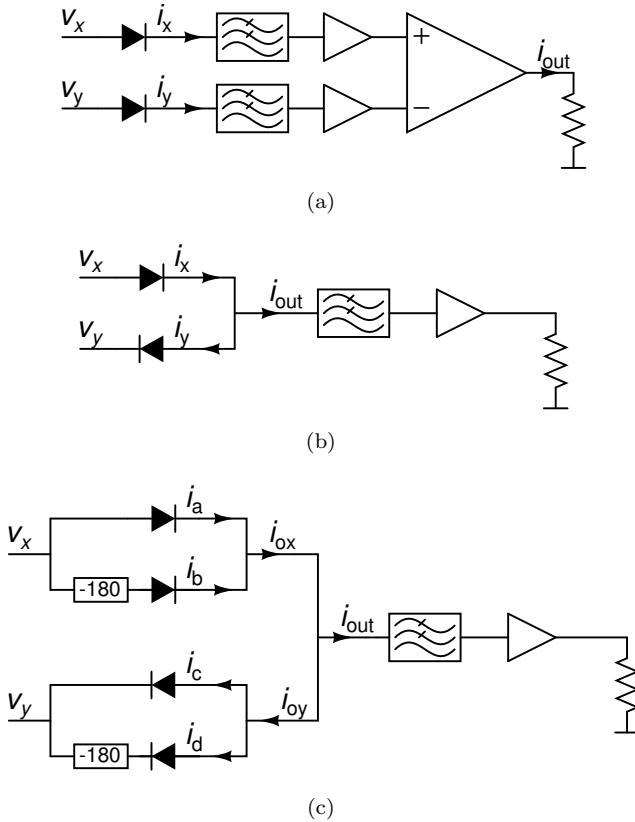 v_x i_x + i_out
v_y i_y −
(a)
v_x i_x
i_out
v_y i_y
(b)
i_a
v_x i_ox
-180 i_b
i_out
i_c
v_y i_oy
-180 i_d
(c)